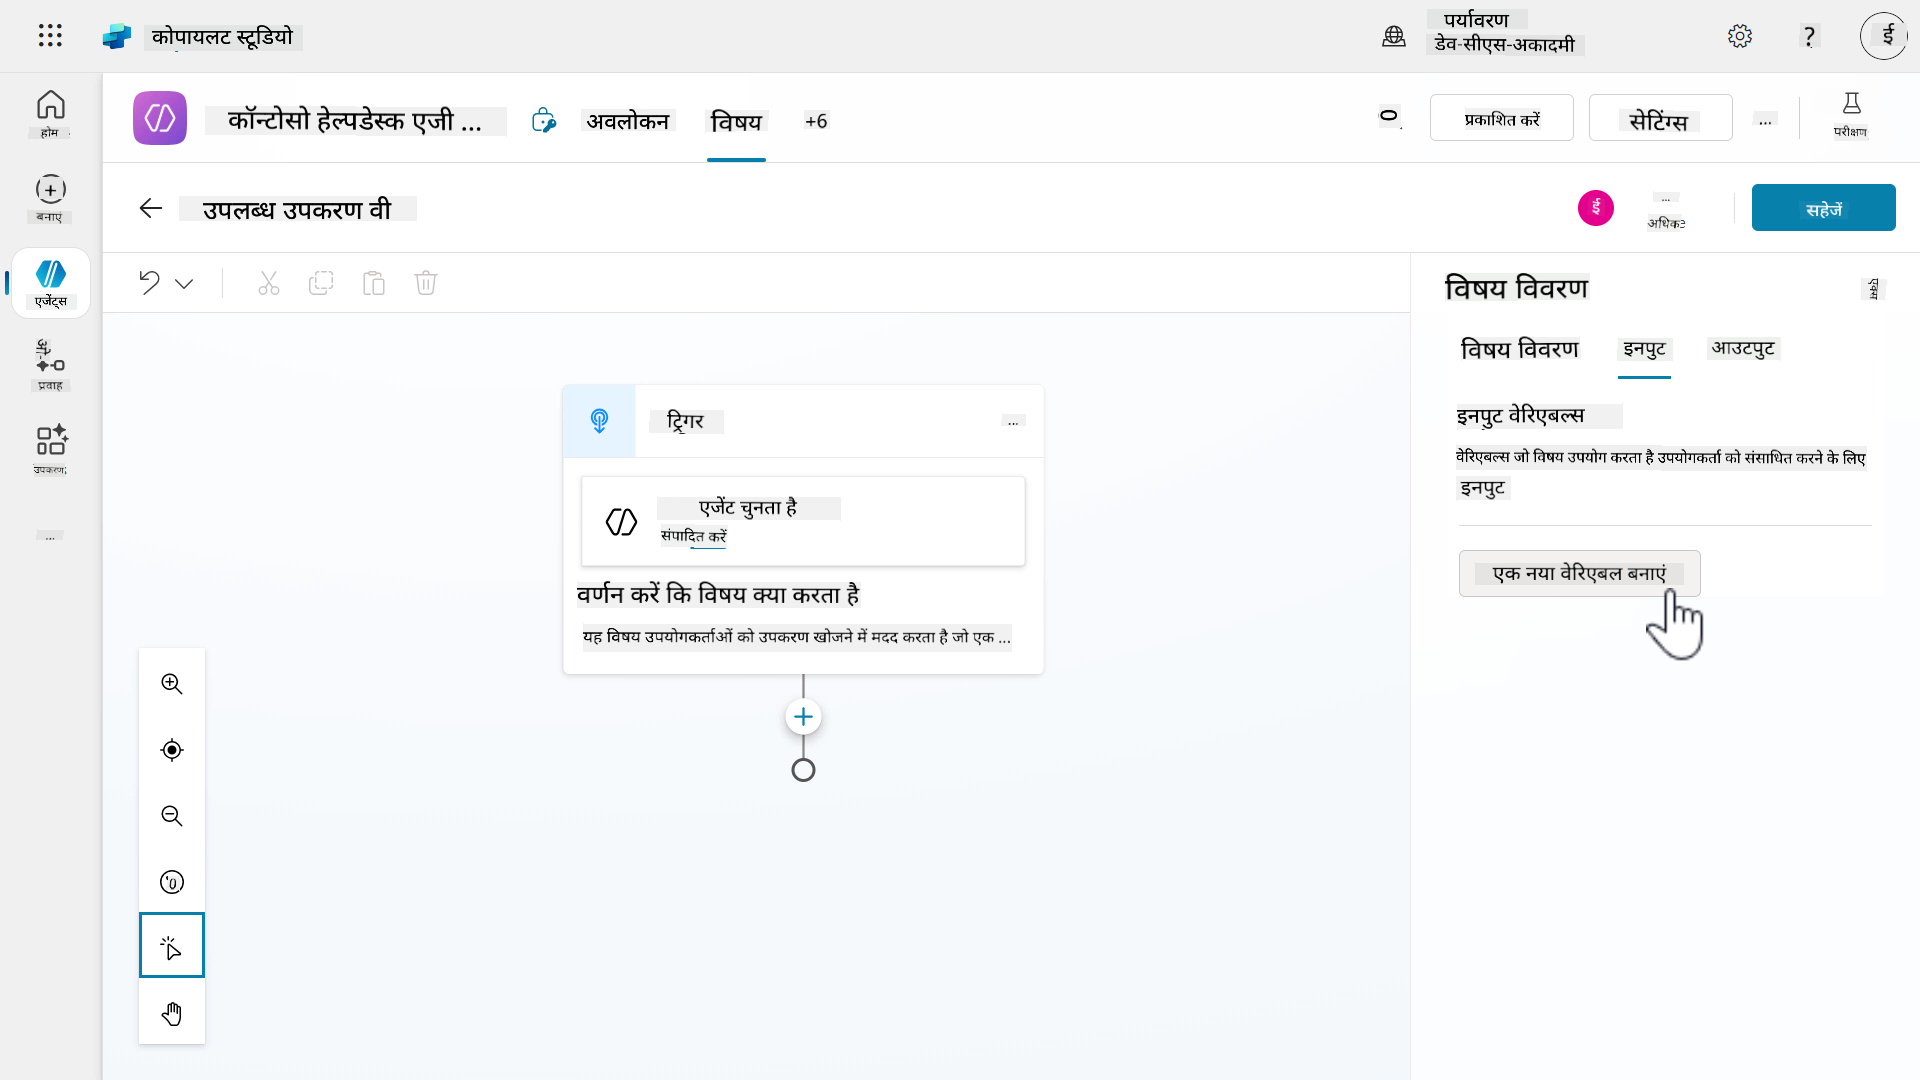 कोपायलट स्टूडियो
पर्यावरण
डेव-सीएस-अकादमी
?
ई
होम
बनाएं
एजेंट्स
प्रवाह
उपकरण
...
कॉन्टोसो हेल्पडेस्क एजी ...
अवलोकन
विषय
+6
प्रकाशित करें
सेटिंग्स
...
परीक्षण
उपलब्ध उपकरण वी
ई
...
अधिक
सहेजें
ट्रिगर
...
एजेंट चुनता है
संपादित करें
वर्णन करें कि विषय क्या करता है
यह विषय उपयोगकर्ताओं को उपकरण खोजने में मदद करता है जो एक ...
विषय विवरण
विषय विवरण
इनपुट
आउटपुट
इनपुट वेरिएबल्स
वेरिएबल्स जो विषय उपयोग करता है उपयोगकर्ता को संसाधित करने के लिए
इनपुट
एक नया वेरिएबल बनाएं